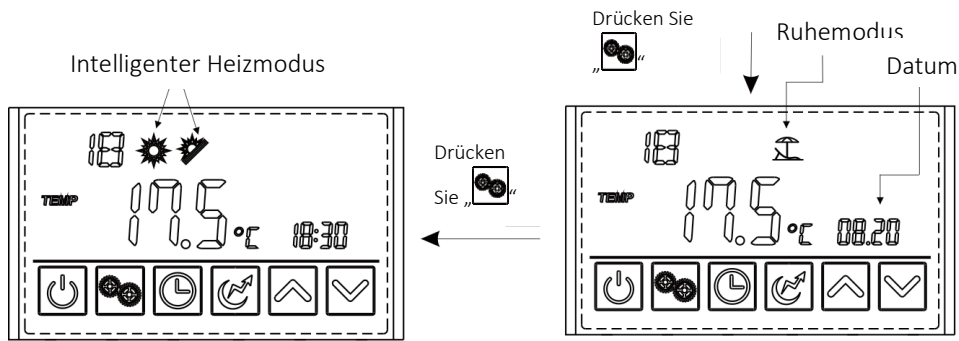 Drücken Sie
„ “
Ruhemodus
Datum
Intelligenter Heizmodus
18
TEMP
17.5 °C 18:30
Drücken
Sie „ “
18
TEMP
17.5 °C 08.20